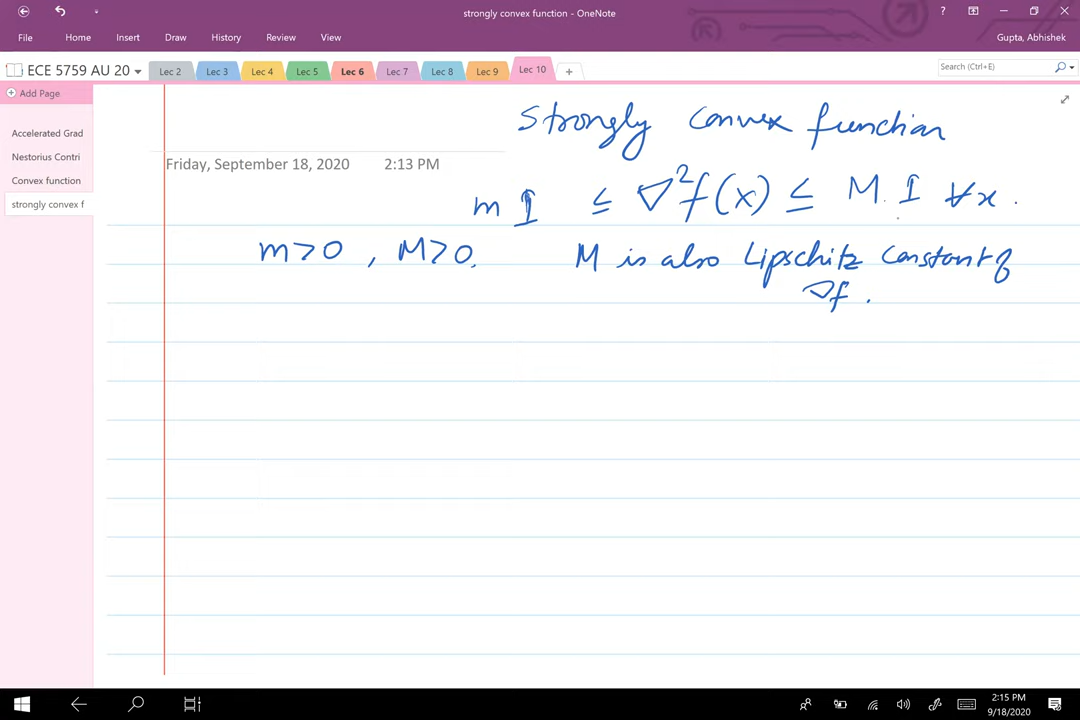 strongly convex function - OneNote
?
File Home Insert Draw History Review View
Gupta, Abhishek
ECE 5759 AU 20
Lec 2 Lec 3 Lec 4 Lec 5 Lec 6 Lec 7 Lec 8 Lec 9 Lec 10 +
Search (Ctrl+E)
Add Page
Accelerated Grad
Nestorius Contri
Convex function
strongly convex f
Strongly Convex function
Friday, September 18, 2020 2:13 PM
m I ≤ ∇²f(x) ≤ M. I ∀x.
m>0, M>0. M is also Lipschitz constant of
∇f.
2:15 PM
9/18/2020